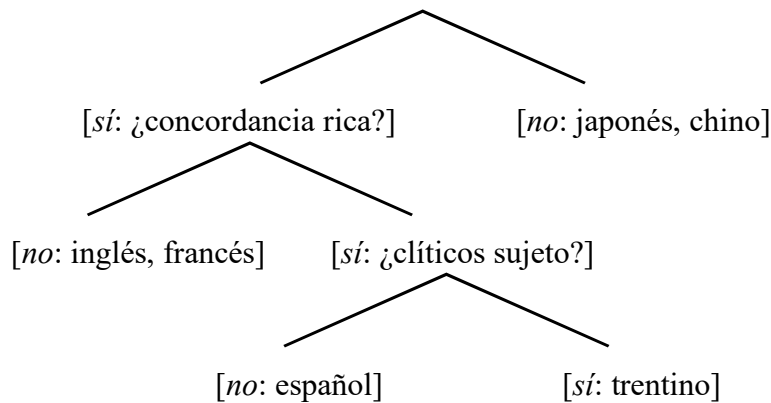 [sí: ¿concordancia rica?] [no: japonés, chino]
[no: inglés, francés] [sí: ¿clíticos sujeto?]
[no: español] [sí: trentino]